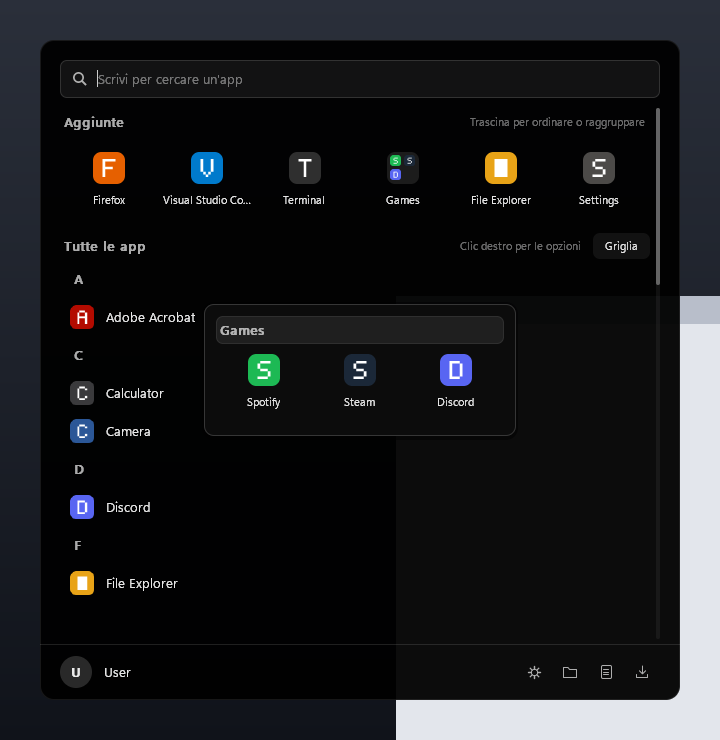 Scrivi per cercare un'app
Aggiunte
Trascina per ordinare o raggruppare
F
V
T
S
S
D
S
Firefox
Visual Studio Co...
Terminal
Games
File Explorer
Settings
Tutte le app
Clic destro per le opzioni
Griglia
A
A
Adobe Acrobat
Games
S
S
D
Spotify
Steam
Discord
C
C
Calculator
C
Camera
D
D
Discord
F
File Explorer
U
User